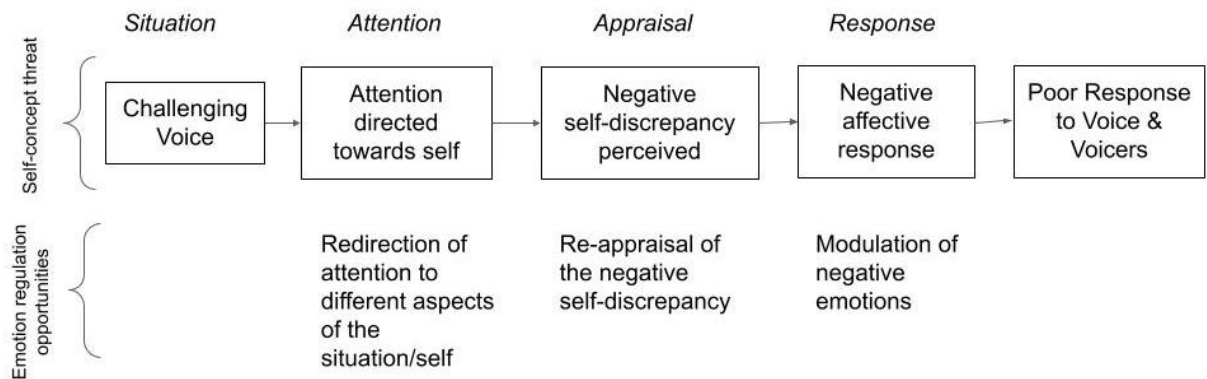 Situation
Attention
Appraisal
Response
Self-concept threat
Challenging
Voice
Attention
directed
towards self
Negative
self-discrepancy
perceived
Negative
affective
response
Poor Response
to Voice &
Voicers
Emotion regulation
opportunities
Redirection of
attention to
different aspects
of the
situation/self
Re-appraisal of
the negative
self-discrepancy
Modulation of
negative
emotions